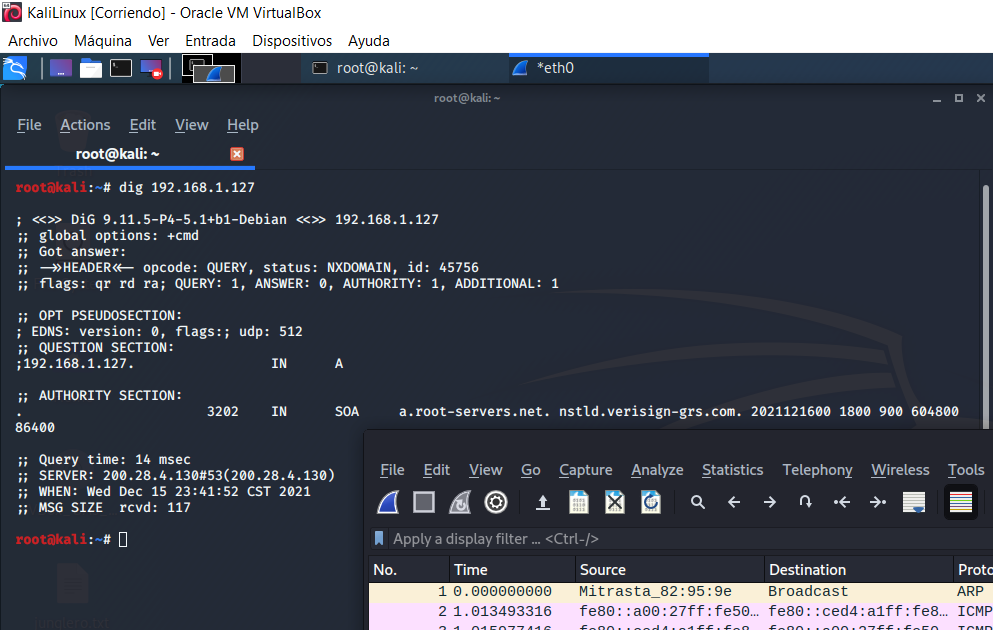 KaliLinux [Corriendo] - Oracle VM VirtualBox
Archivo Máquina Ver Entrada Dispositivos Ayuda
root@kali: ~ *eth0
root@kali: ~
File Actions Edit View Help
root@kali: ~
root@kali:~# dig 192.168.1.127
; <<>> DiG 9.11.5-P4-5.1+b1-Debian <<>> 192.168.1.127
;; global options: +cmd
;; Got answer:
;; ->>HEADER<<- opcode: QUERY, status: NXDOMAIN, id: 45756
;; flags: qr rd ra; QUERY: 1, ANSWER: 0, AUTHORITY: 1, ADDITIONAL: 1
;; OPT PSEUDOSECTION:
; EDNS: version: 0, flags:; udp: 512
;; QUESTION SECTION:
;192.168.1.127. IN A
;; AUTHORITY SECTION:
. 3202 IN SOA a.root-servers.net. nstld.verisign-grs.com. 2021121600 1800 900 604800
86400
;; Query time: 14 msec
;; SERVER: 200.28.4.130#53(200.28.4.130)
;; WHEN: Wed Dec 15 23:41:52 CST 2021
;; MSG SIZE rcvd: 117
root@kali:~#
File Edit View Go Capture Analyze Statistics Telephony Wireless Tools
Apply a display filter ... <Ctrl-/>
No. Time Source Destination Proto
1 0.000000000 Mitrasta_82:95:9e Broadcast ARP
2 1.013493316 fe80::a00:27ff:fe50… fe80::ced4:a1ff:fe8… ICMP